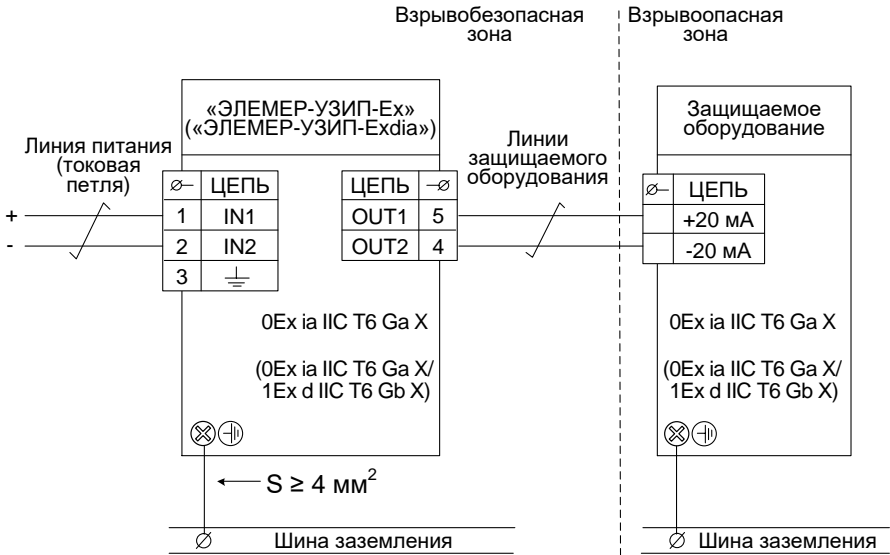 Взрывобезопасная
зона
Взрывоопасная
зона
«ЭЛЕМЕР-УЗИП-Ех»
(«ЭЛЕМЕР-УЗИП-Exdia»)
Защищаемое
оборудование
Линия питания
(токовая
петля)
Линии
защищаемого
оборудования
ЦЕПЬ
1 IN1
2 IN2
3
ЦЕПЬ
OUT1 5
OUT2 4
ЦЕПЬ
+20 мА
-20 мА
+
-
0Ex ia IIC T6 Ga X
(0Ex ia IIC T6 Ga X/
1Ex d IIC T6 Gb X)
0Ex ia IIC T6 Ga X
(0Ex ia IIC T6 Ga X/
1Ex d IIC T6 Gb X)
S ≥ 4 мм²
Шина заземления
Шина заземления